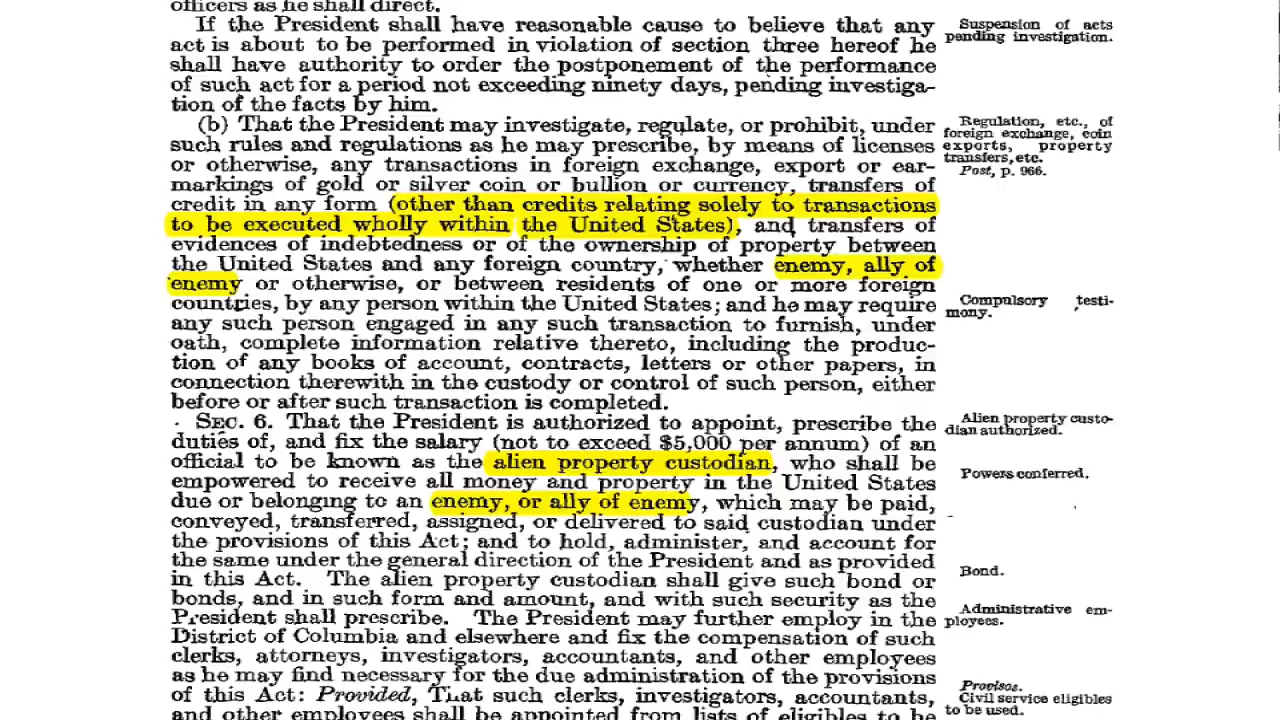 officers as he shall direct.
If the President shall have reasonable cause to believe that any
act is about to be performed in violation of section three hereof he
shall have authority to order the postponement of the performance
of such act for a period not exceeding ninety days, pending investiga-
tion of the facts by him.
Suspension of acts
pending investigation.
(b) That the President may investigate, regulate, or prohibit, under
such rules and regulations as he may prescribe, by means of licenses
or otherwise, any transactions in foreign exchange, export or ear-
markings of gold or silver coin or bullion or currency, transfers of
credit in any form (other than credits relating solely to transactions
to be executed wholly within the United States), and transfers of
evidences of indebtedness or of the ownership of property between
the United States and any foreign country, whether enemy, ally of
enemy or otherwise, or between residents of one or more foreign
countries, by any person within the United States; and he may require
any such person engaged in any such transaction to furnish, under
oath, complete information relative thereto, including the produc-
tion of any books of account, contracts, letters or other papers, in
connection therewith in the custody or control of such person, either
before or after such transaction is completed.
Regulation, etc., of
foreign exchange, coin
exports, property
transfers, etc.
Post, p. 966.
Compulsory testi-
mony.
SEC. 6. That the President is authorized to appoint, prescribe the
duties of, and fix the salary (not to exceed $5,000 per annum) of an
official to be known as the alien property custodian, who shall be
empowered to receive all money and property in the United States
due or belonging to an enemy, or ally of enemy, which may be paid,
conveyed, transferred, assigned, or delivered to said custodian under
the provisions of this Act; and to hold, administer, and account for
the same under the general direction of the President and as provided
in this Act. The alien property custodian shall give such bond or
bonds, and in such form and amount, and with such security as the
President shall prescribe. The President may further employ in the
District of Columbia and elsewhere and fix the compensation of such
clerks, attorneys, investigators, accountants, and other employees
as he may find necessary for the due administration of the provisions
of this Act: Provided, That such clerks, investigators, accountants,
and other employees shall be appointed from lists of eligibles to be
Alien property custo-
dian authorized.
Powers conferred.
Bond.
Administrative em-
ployees.
Provisos.
Civil service eligibles
to be used.